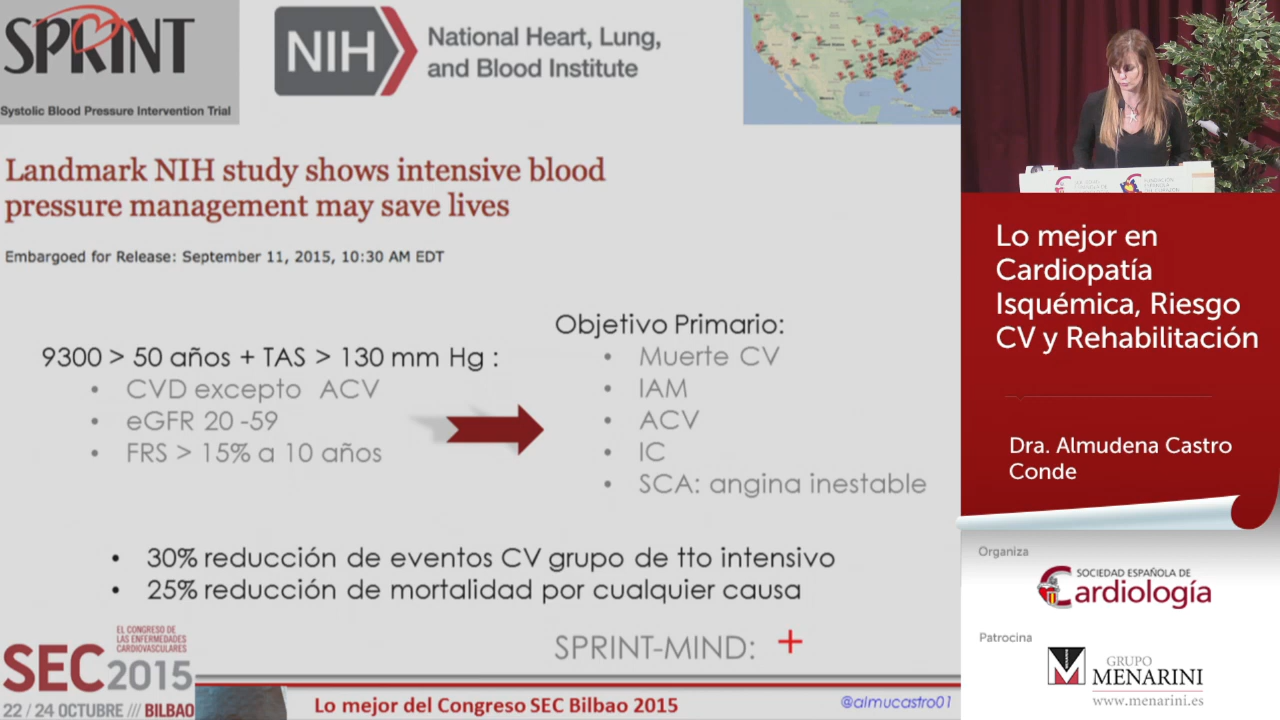 SPRINT
Systolic Blood Pressure Intervention Trial
NIH
National Heart, Lung,
and Blood Institute
Landmark NIH study shows intensive blood
pressure management may save lives
Embargoed for Release: September 11, 2015, 10:30 AM EDT
9300 > 50 años + TAS > 130 mm Hg :
• CVD excepto ACV
• eGFR 20 -59
• FRS > 15% a 10 años
Objetivo Primario:
• Muerte CV
• IAM
• ACV
• IC
• SCA: angina inestable
• 30% reducción de eventos CV grupo de tto intensivo
• 25% reducción de mortalidad por cualquier causa
SPRINT-MIND: +
EL CONGRESO DE
LAS ENFERMEDADES
CARDIOVASCULARES
SEC2015
22 / 24 OCTUBRE /// BILBAO
Lo mejor del Congreso SEC Bilbao 2015
@almucastro01
Lo mejor en
Cardiopatía
Isquémica, Riesgo
CV y Rehabilitación
Dra. Almudena Castro
Conde
Organiza
SOCIEDAD ESPAÑOLA DE
Cardiología
Patrocina
GRUPO
MENARINI
www.menarini.es